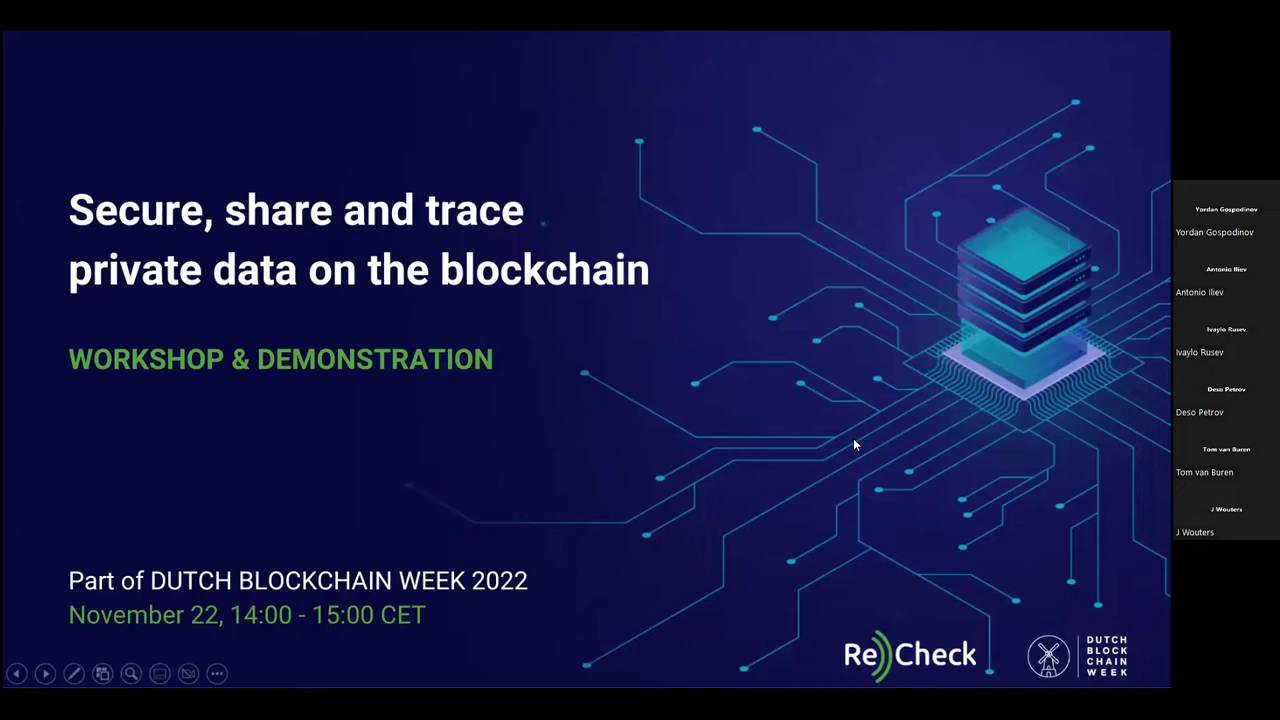 Secure, share and trace
private data on the blockchain
WORKSHOP & DEMONSTRATION
Part of DUTCH BLOCKCHAIN WEEK 2022
November 22, 14:00 - 15:00 CET
Re Check
DUTCH
BLOCK
CHAIN
WEEK
Yordan Gospodinov
Yordan Gospodinov
Antonio Iliev
Antonio Iliev
Ivaylo Rusev
Ivaylo Rusev
Deso Petrov
Deso Petrov
Tom van Buren
Tom van Buren
J Wouters
J Wouters